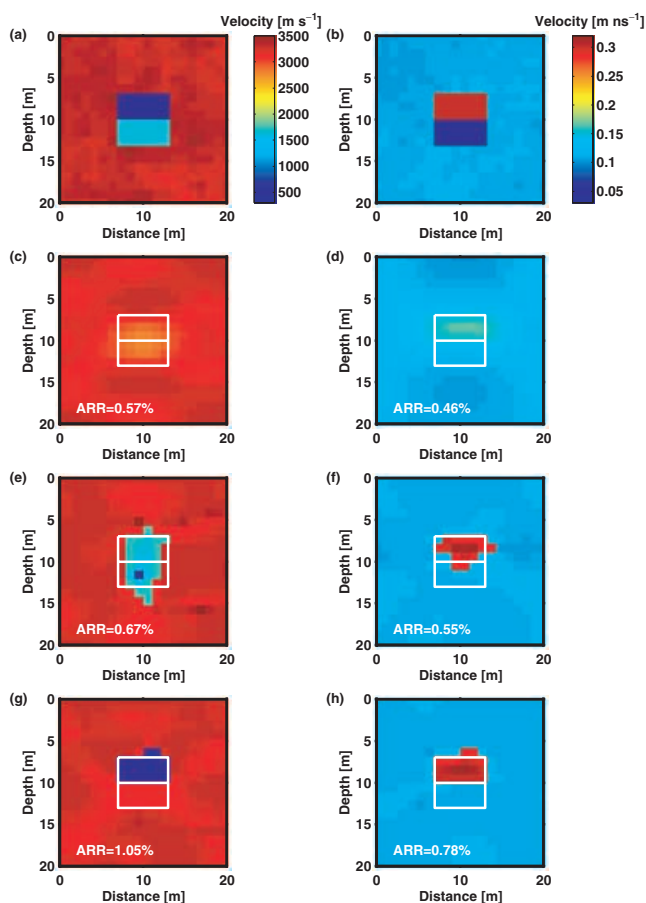 Velocity [m s⁻¹]
Velocity [m ns⁻¹]
(a)
0
5
10
15
20
Depth [m]
0
10
20
Distance [m]
3500
3000
2500
2000
1500
1000
500
(b)
0
5
10
15
20
Depth [m]
0
10
20
Distance [m]
0.3
0.25
0.2
0.15
0.1
0.05
(c)
0
5
10
15
20
Depth [m]
ARR=0.57%
0
10
20
Distance [m]
(d)
0
5
10
15
20
Depth [m]
ARR=0.46%
0
10
20
Distance [m]
(e)
0
5
10
15
20
Depth [m]
ARR=0.67%
0
10
20
Distance [m]
(f)
0
5
10
15
20
Depth [m]
ARR=0.55%
0
10
20
Distance [m]
(g)
0
5
10
15
20
Depth [m]
ARR=1.05%
0
10
20
Distance [m]
(h)
0
5
10
15
20
Depth [m]
ARR=0.78%
0
10
20
Distance [m]